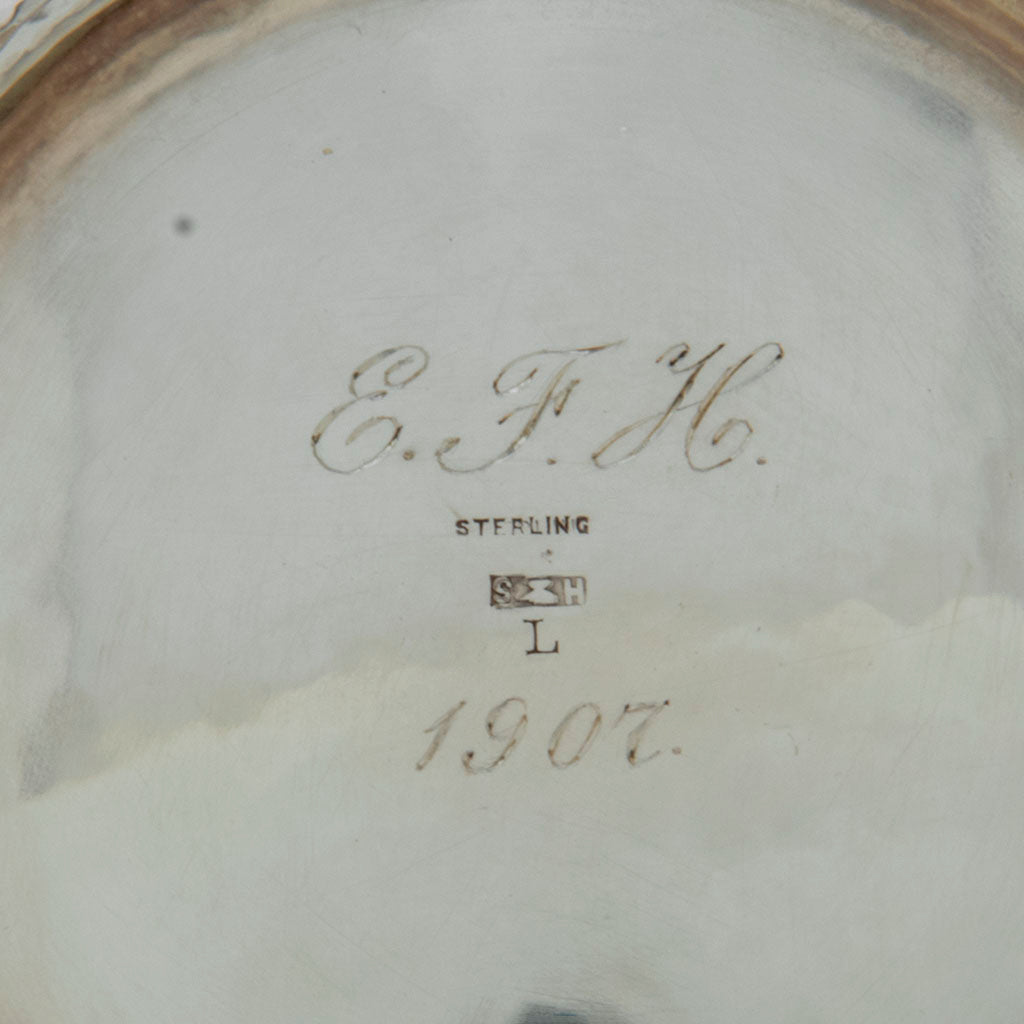 E. F. H.
STERLING
S H
L
1907.